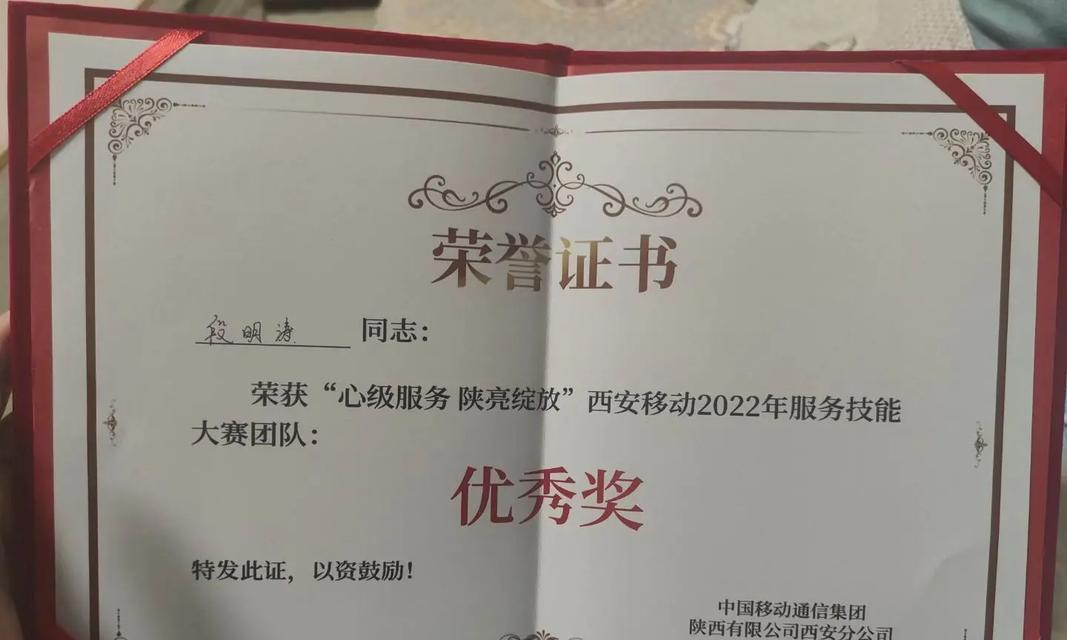 荣誉证书
段明涛 同志：
荣获“心级服务 陕亮绽放”西安移动2022年服务技能
大赛团队：
优秀奖
特发此证，以资鼓励！
中国移动通信集团
陕西有限公司西安分公司